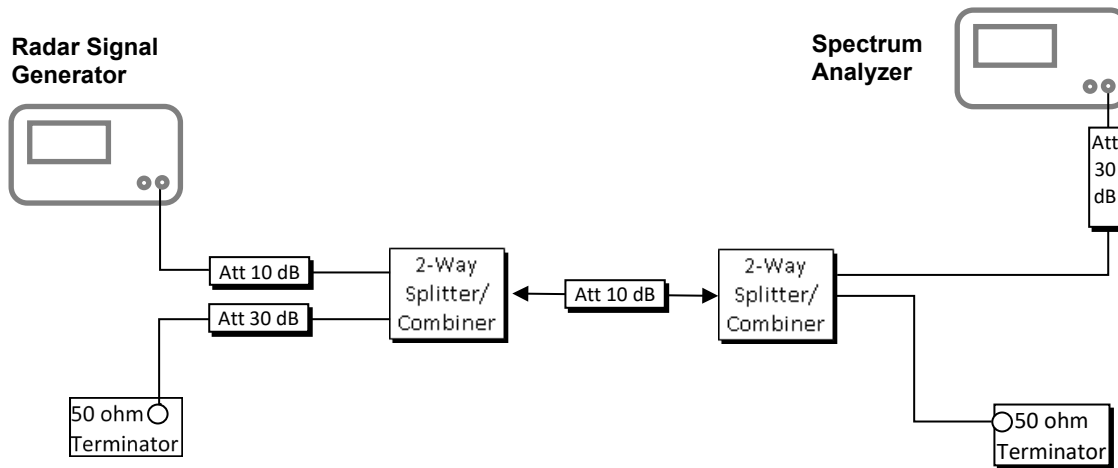 Radar Signal
Generator
Spectrum
Analyzer
Att
30
dB
Att 10 dB
2-Way
Splitter/
Combiner
Att 10 dB
2-Way
Splitter/
Combiner
Att 30 dB
50 ohm
Terminator
50 ohm
Terminator